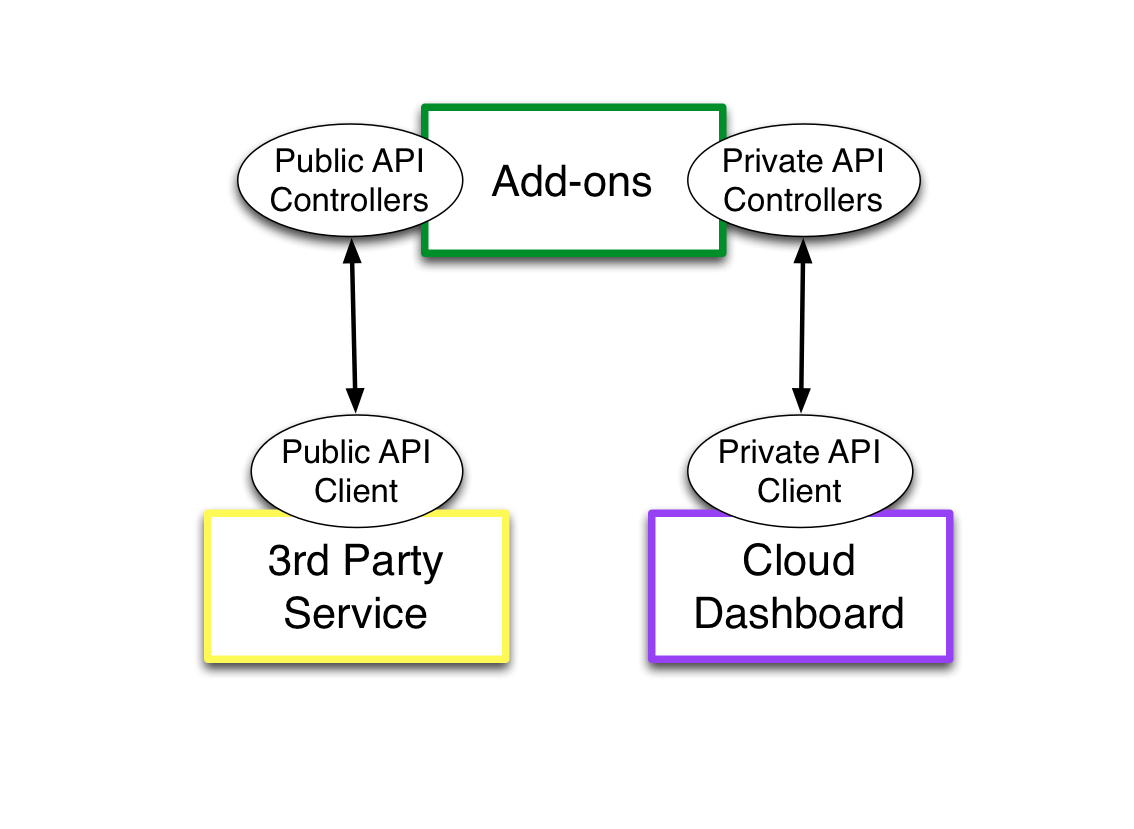 Public API
Controllers
Add-ons
Private API
Controllers
Public API
Client
3rd Party
Service
Private API
Client
Cloud
Dashboard